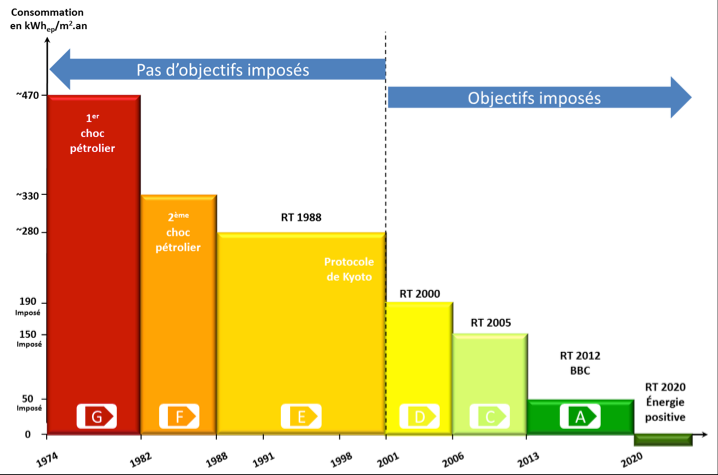 Consommation
en kWhep/m².an
Pas d'objectifs imposés
Objectifs imposés
~470
1er
choc
pétrolier
~330
2ème
choc
pétrolier
~280
RT 1988
Protocole
de Kyoto
190
Imposé
RT 2000
150
Imposé
RT 2005
RT 2012
BBC
RT 2020
Énergie
positive
50
Imposé
0
G
F
E
D
C
A
1974
1982
1988
1991
1998
2001
2006
2013
2020